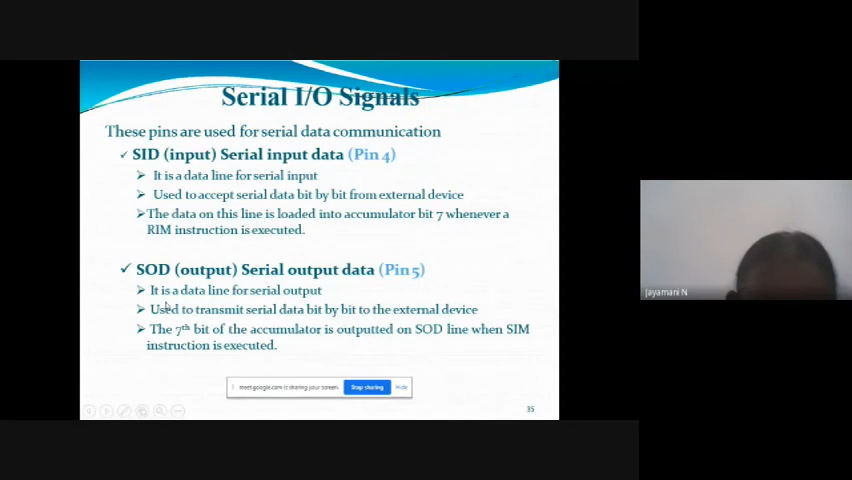 Serial I/O Signals
These pins are used for serial data communication
✓ SID (input) Serial input data (Pin 4)
➢ It is a data line for serial input
➢ Used to accept serial data bit by bit from external device
➢ The data on this line is loaded into accumulator bit 7 whenever a
RIM instruction is executed.
✓ SOD (output) Serial output data (Pin 5)
➢ It is a data line for serial output
➢ Used to transmit serial data bit by bit to the external device
➢ The 7th bit of the accumulator is outputted on SOD line when SIM
instruction is executed.
meet.google.com is sharing your screen. Stop sharing Hide
35
Jayamani N